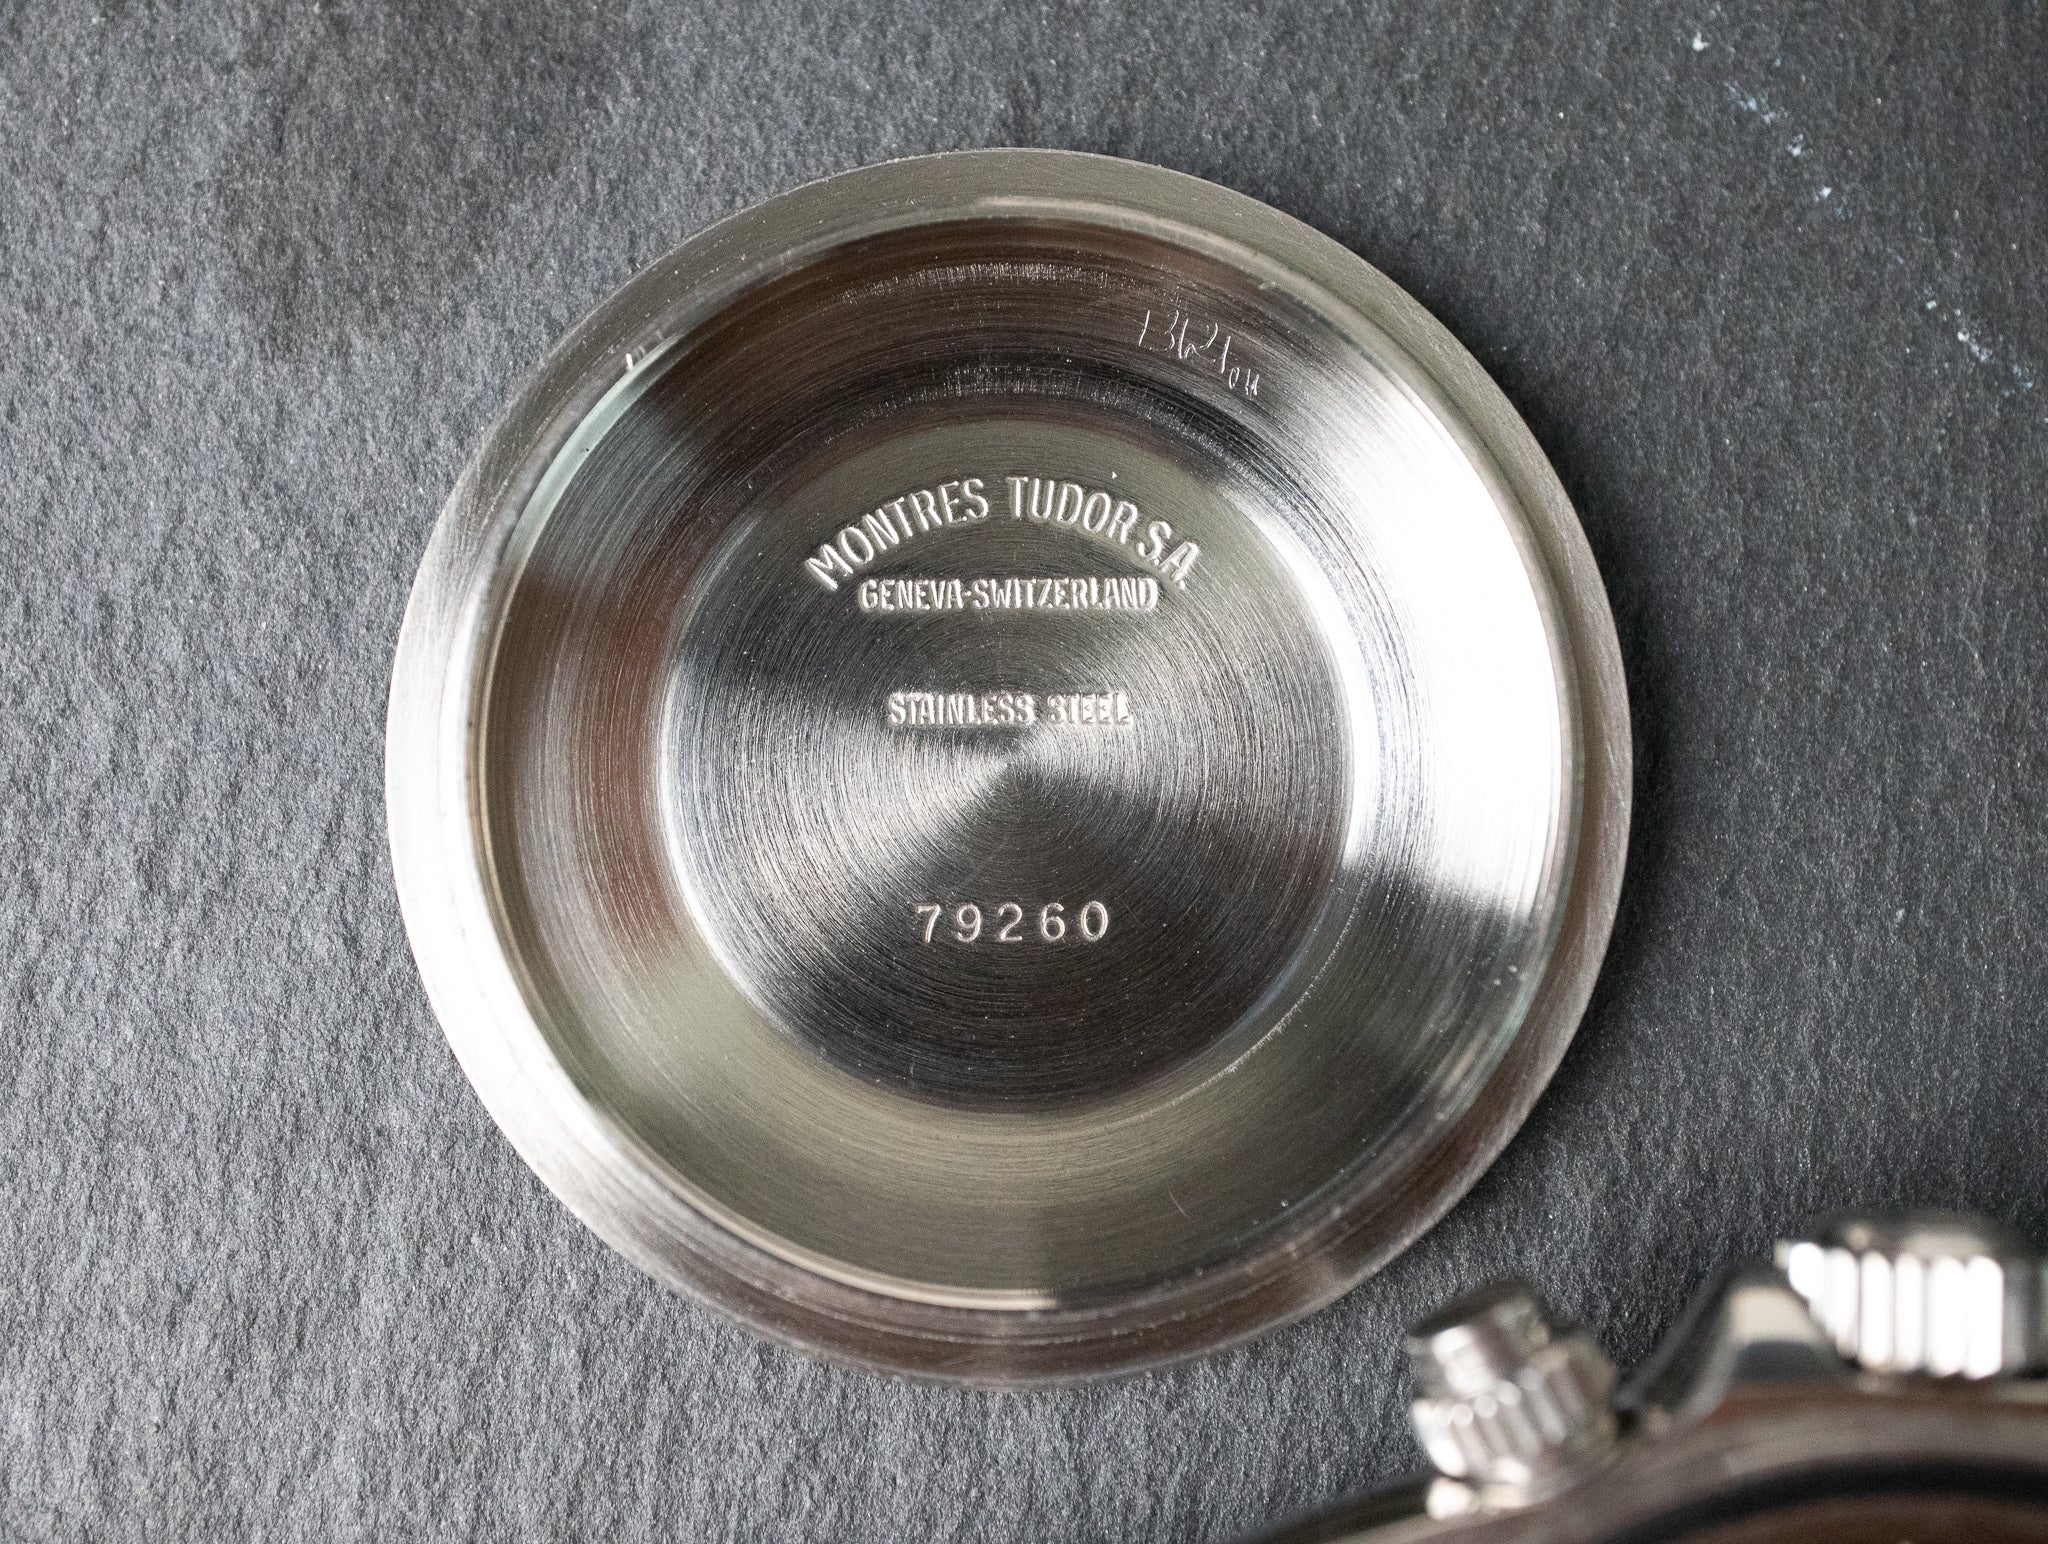 MONTRES TUDOR S.A.
GENEVA-SWITZERLAND
STAINLESS STEEL
79260